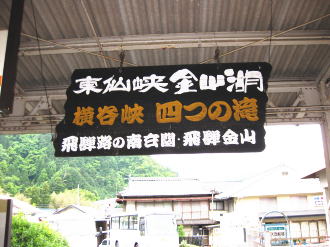 東仙峡 金山湖
横谷峡 四つの滝
飛騨路の南玄関・飛騨金山